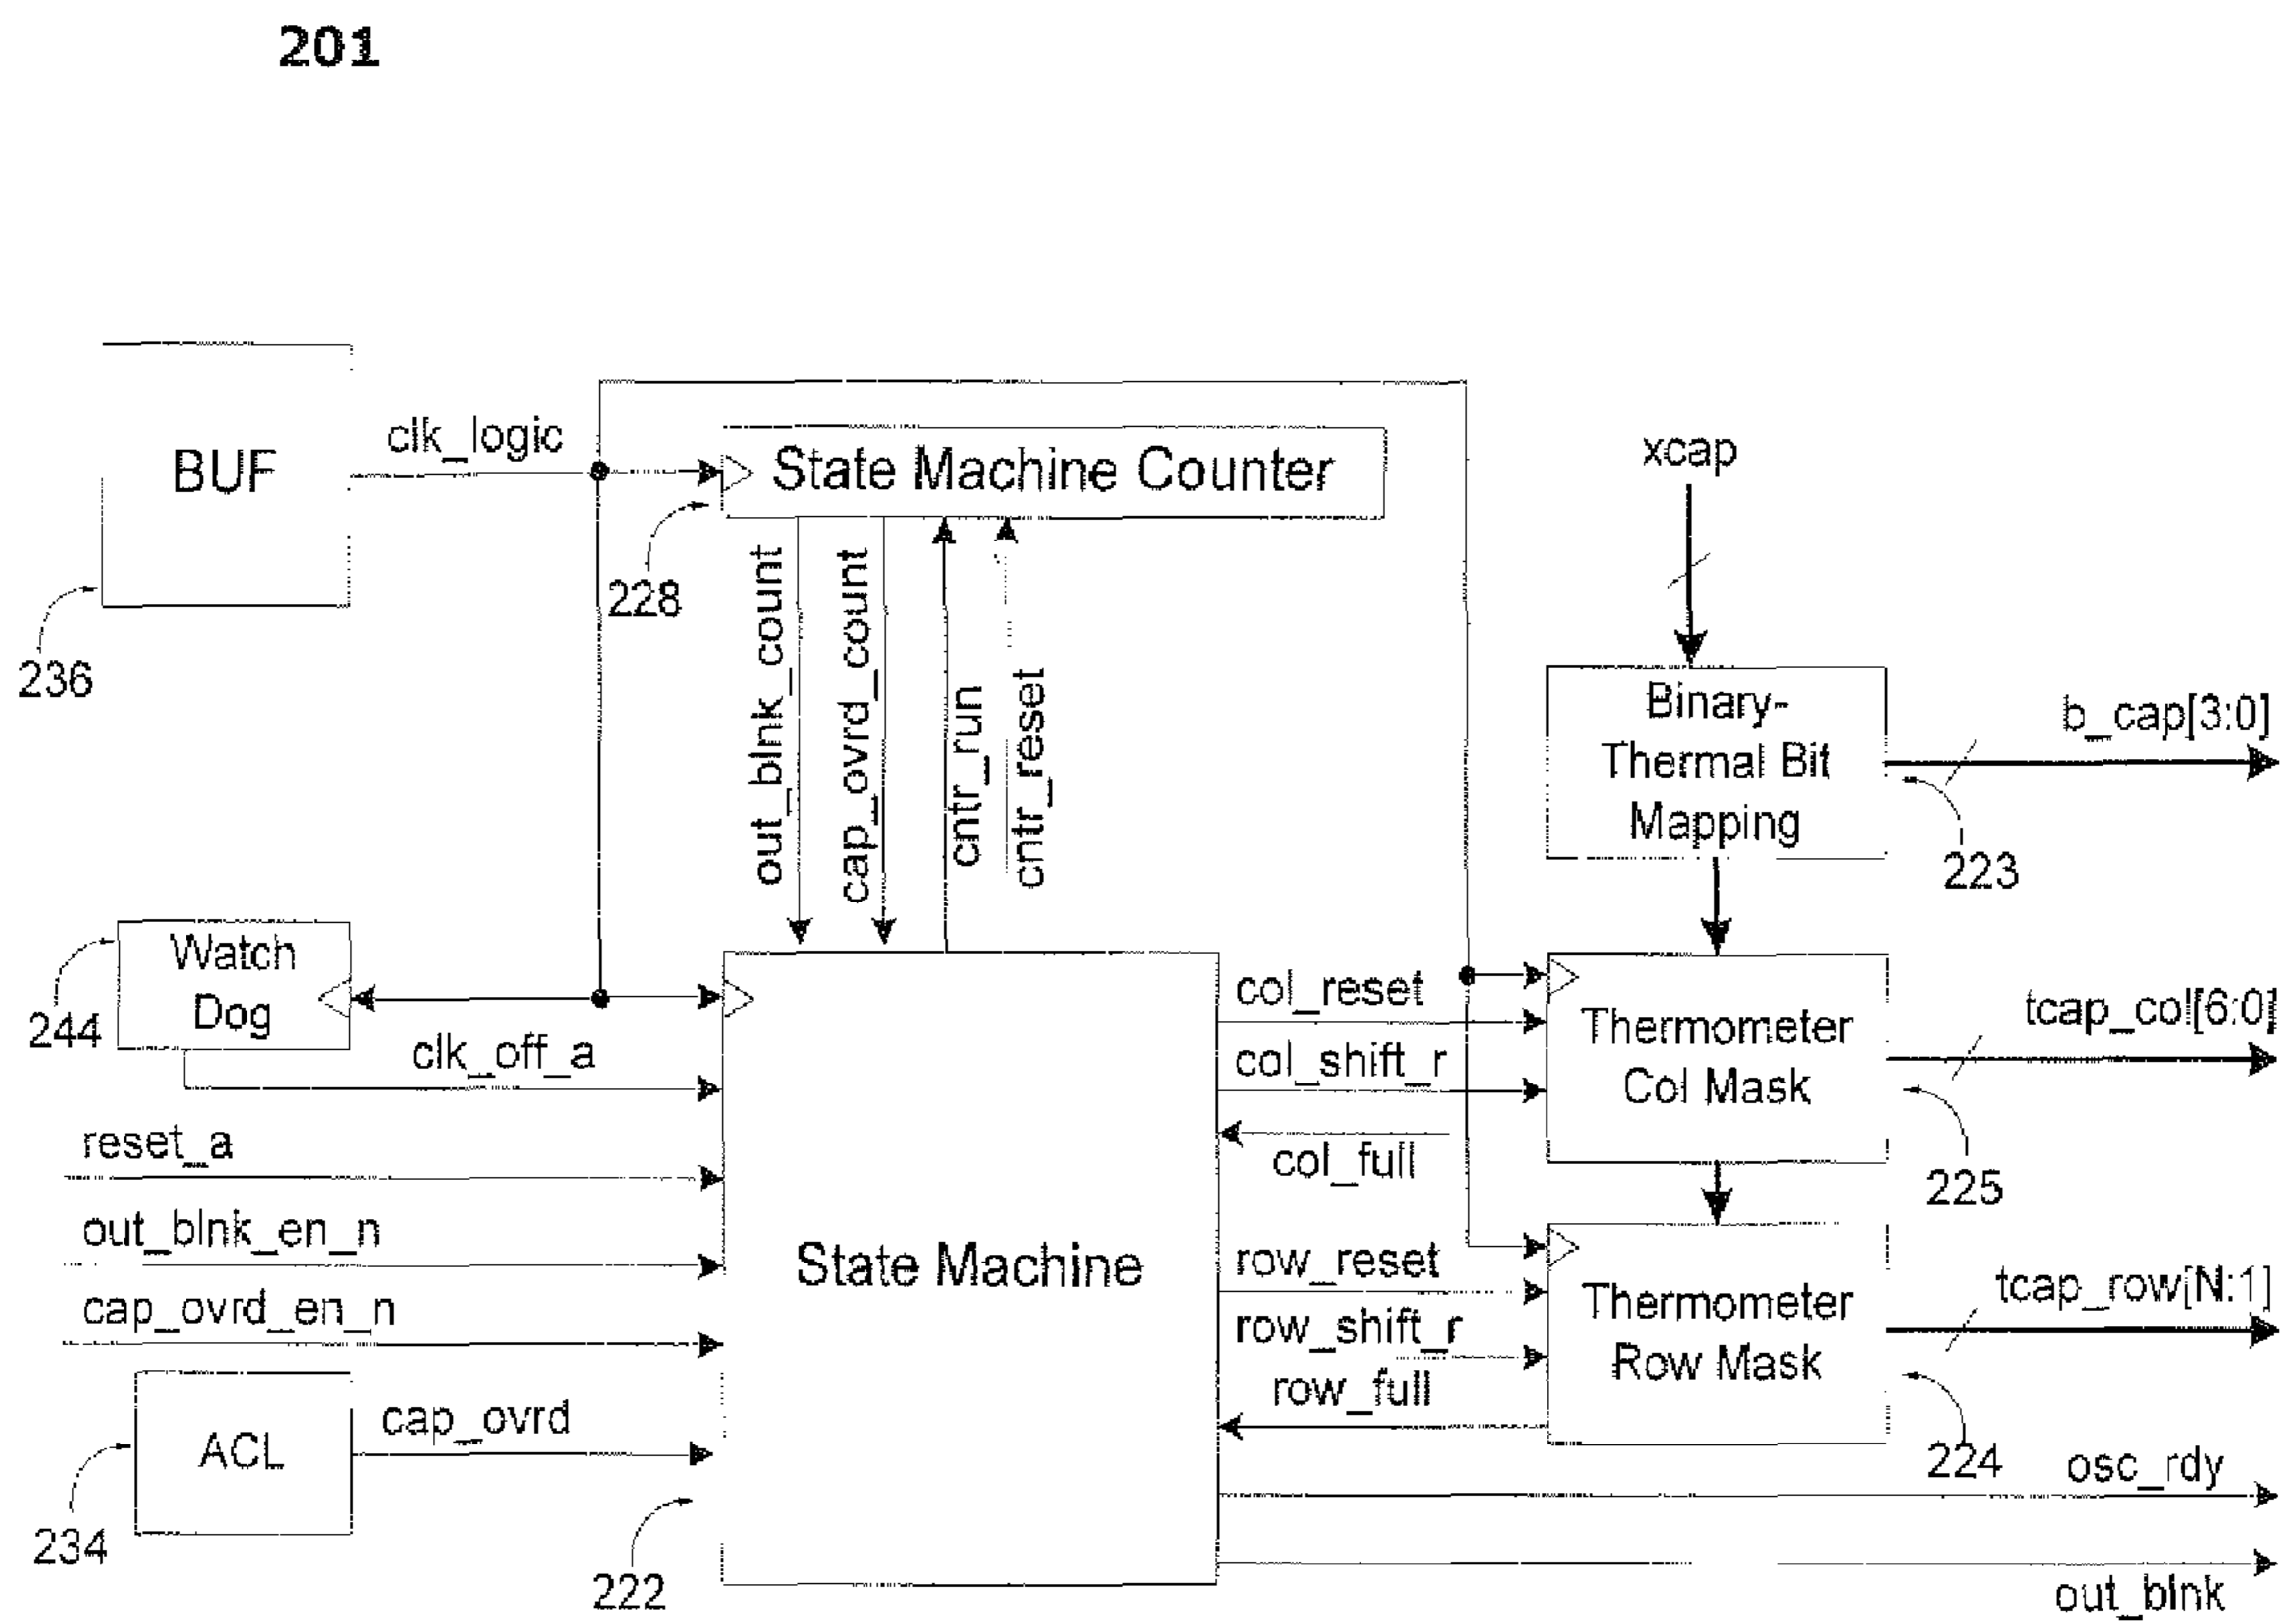 201
BUF
clk_logic
State Machine Counter
xcap
236
228
out_blnk_count
cap_ovrd_count
cntr_run
cntr_reset
Binary-
Thermal Bit
Mapping
b_cap[3:0]
223
Watch
Dog
244
clk_off_a
col_reset
col_shift_r
col_full
Thermometer
Col Mask
tcap_col[6:0]
225
reset_a
out_blnk_en_n
cap_ovrd_en_n
State Machine
row_reset
row_shift_r
row_full
Thermometer
Row Mask
tcap_row[N:1]
224
ACL
cap_ovrd
234
222
osc_rdy
out_blnk